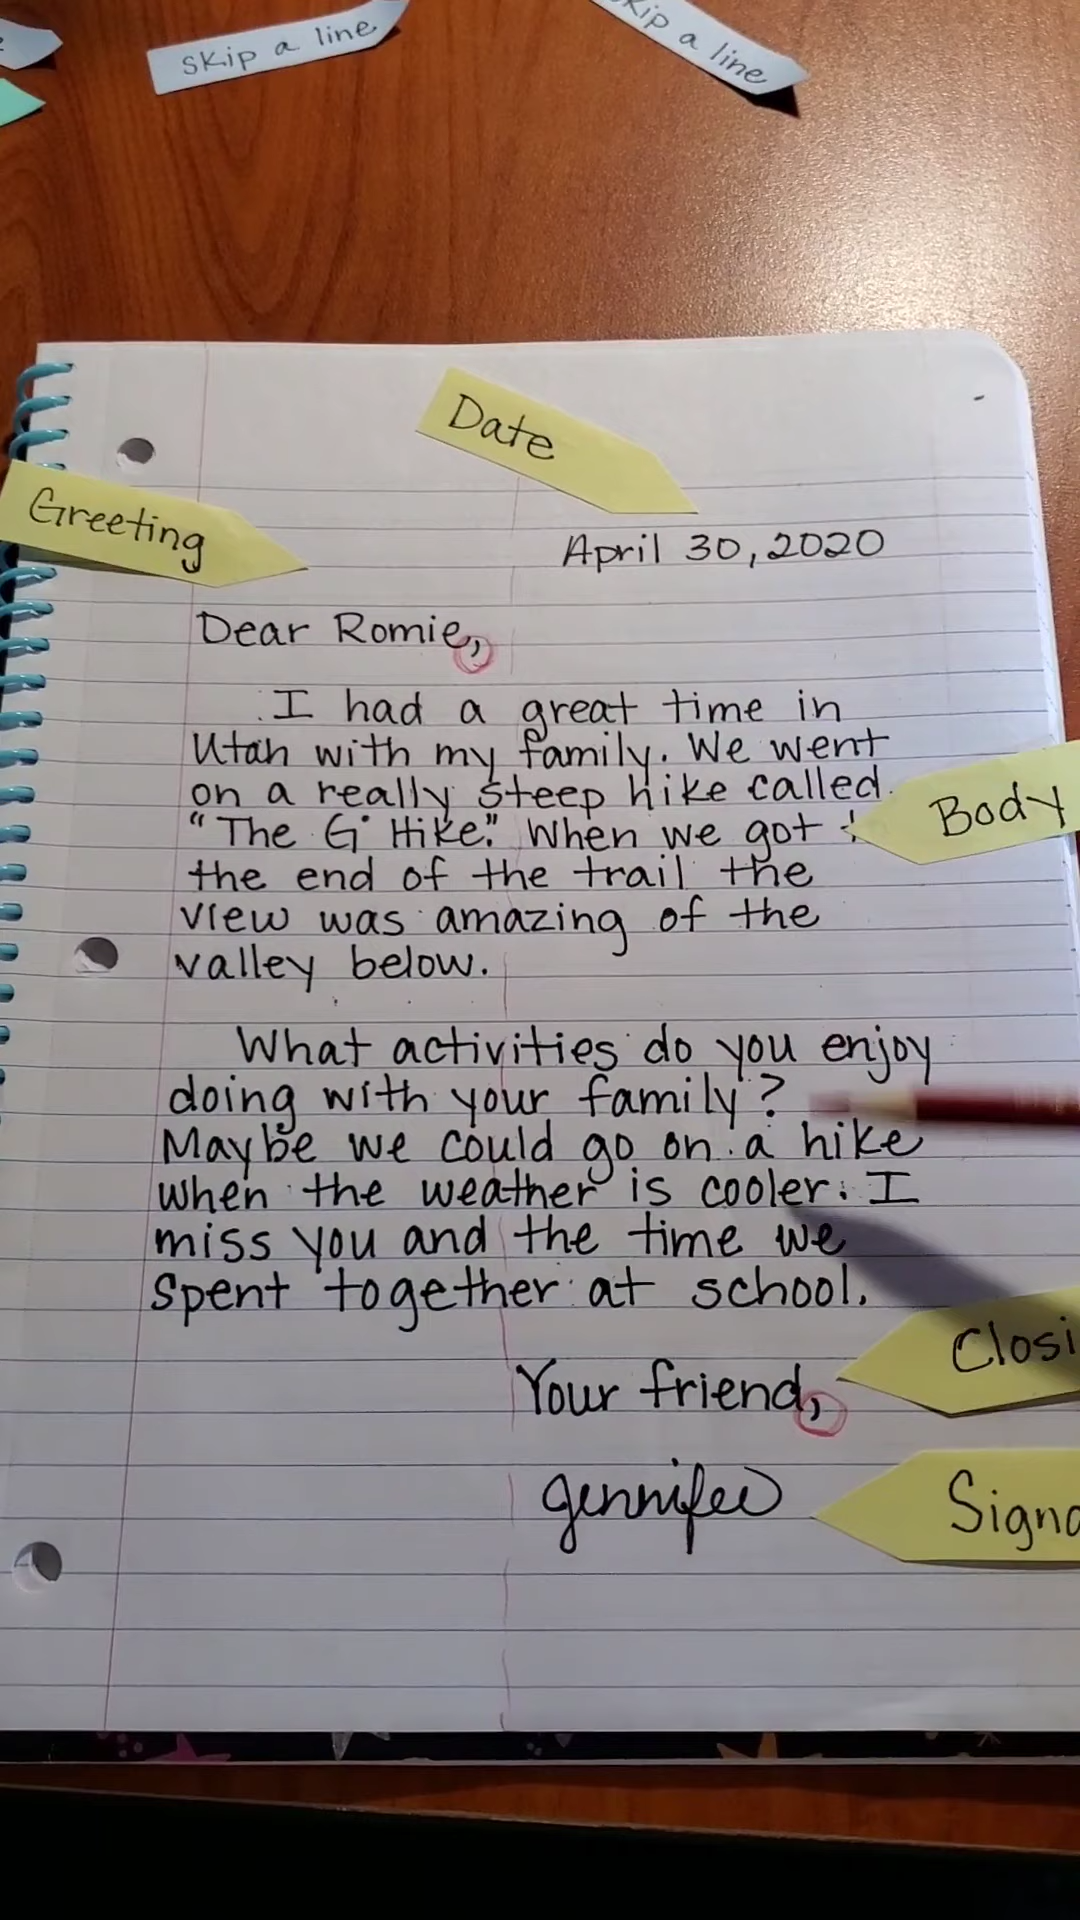 skip a line
kip a line
Date
Greeting
April 30, 2020
Dear Romie,
I had a great time in
Utah with my family. We went
on a really steep hike called
"The G Hike." When we got
Body
the end of the trail the
view was amazing of the
valley below.
What activities do you enjoy
doing with your family?
Maybe we could go on a hike
when the weather is cooler. I
miss you and the time we
spent together at school.
Closi
Your friend,
Jennifer
Signa